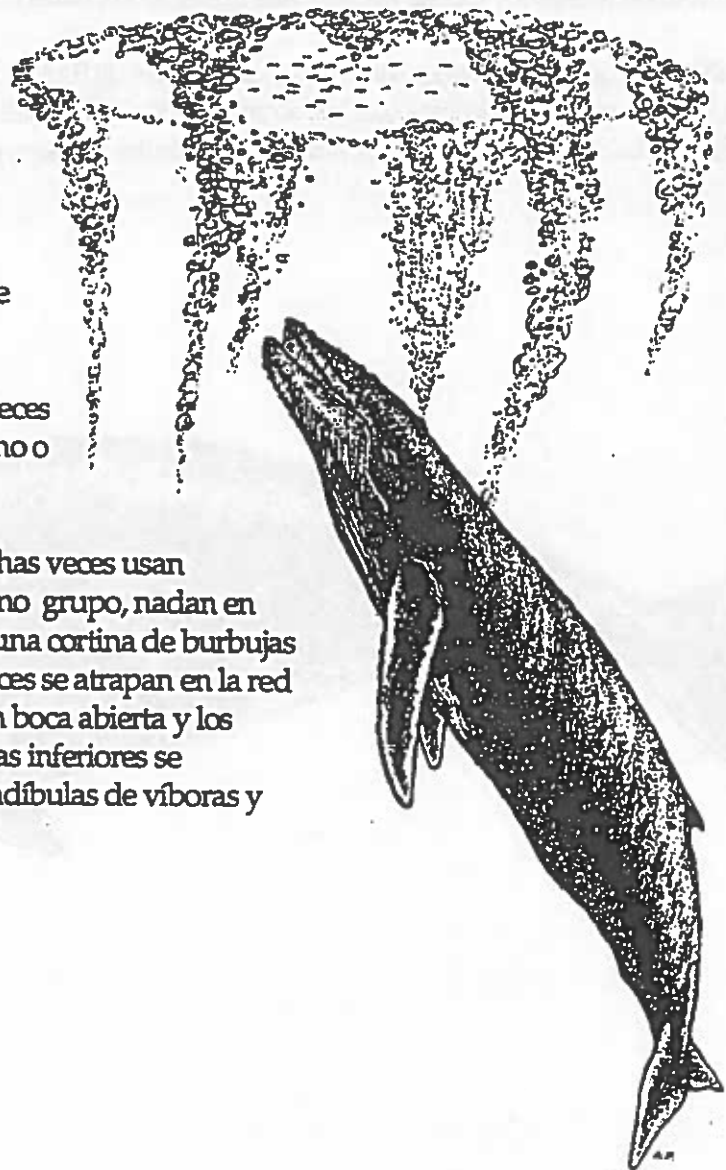 e
eces
no o
has veces usan
no grupo, nadan en
una cortina de burbujas
ces se atrapan en la red
n boca abierta y los
as inferiores se
ndíbulas de víboras y